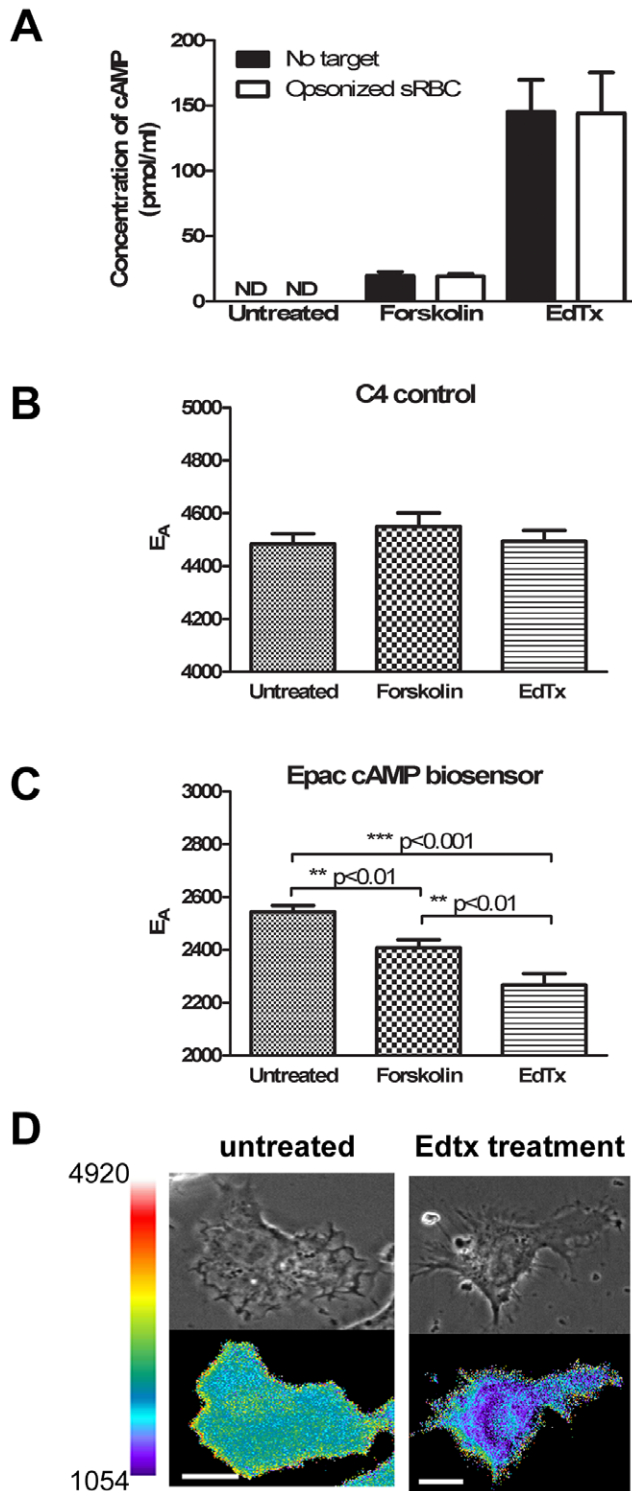 A
Concentration of cAMP
(pmol/ml)
200
150
100
50
0
No target
Opsonized sRBC
ND ND
Untreated Forskolin EdTx
B
C4 control
E_A
5000
4800
4600
4400
4200
4000
Untreated Forskolin EdTx
C
Epac cAMP biosensor
E_A
3000
2800
2600
2400
2200
2000
*** p<0.001
** p<0.01
** p<0.01
Untreated Forskolin EdTx
D
untreated Edtx treatment
4920
1054